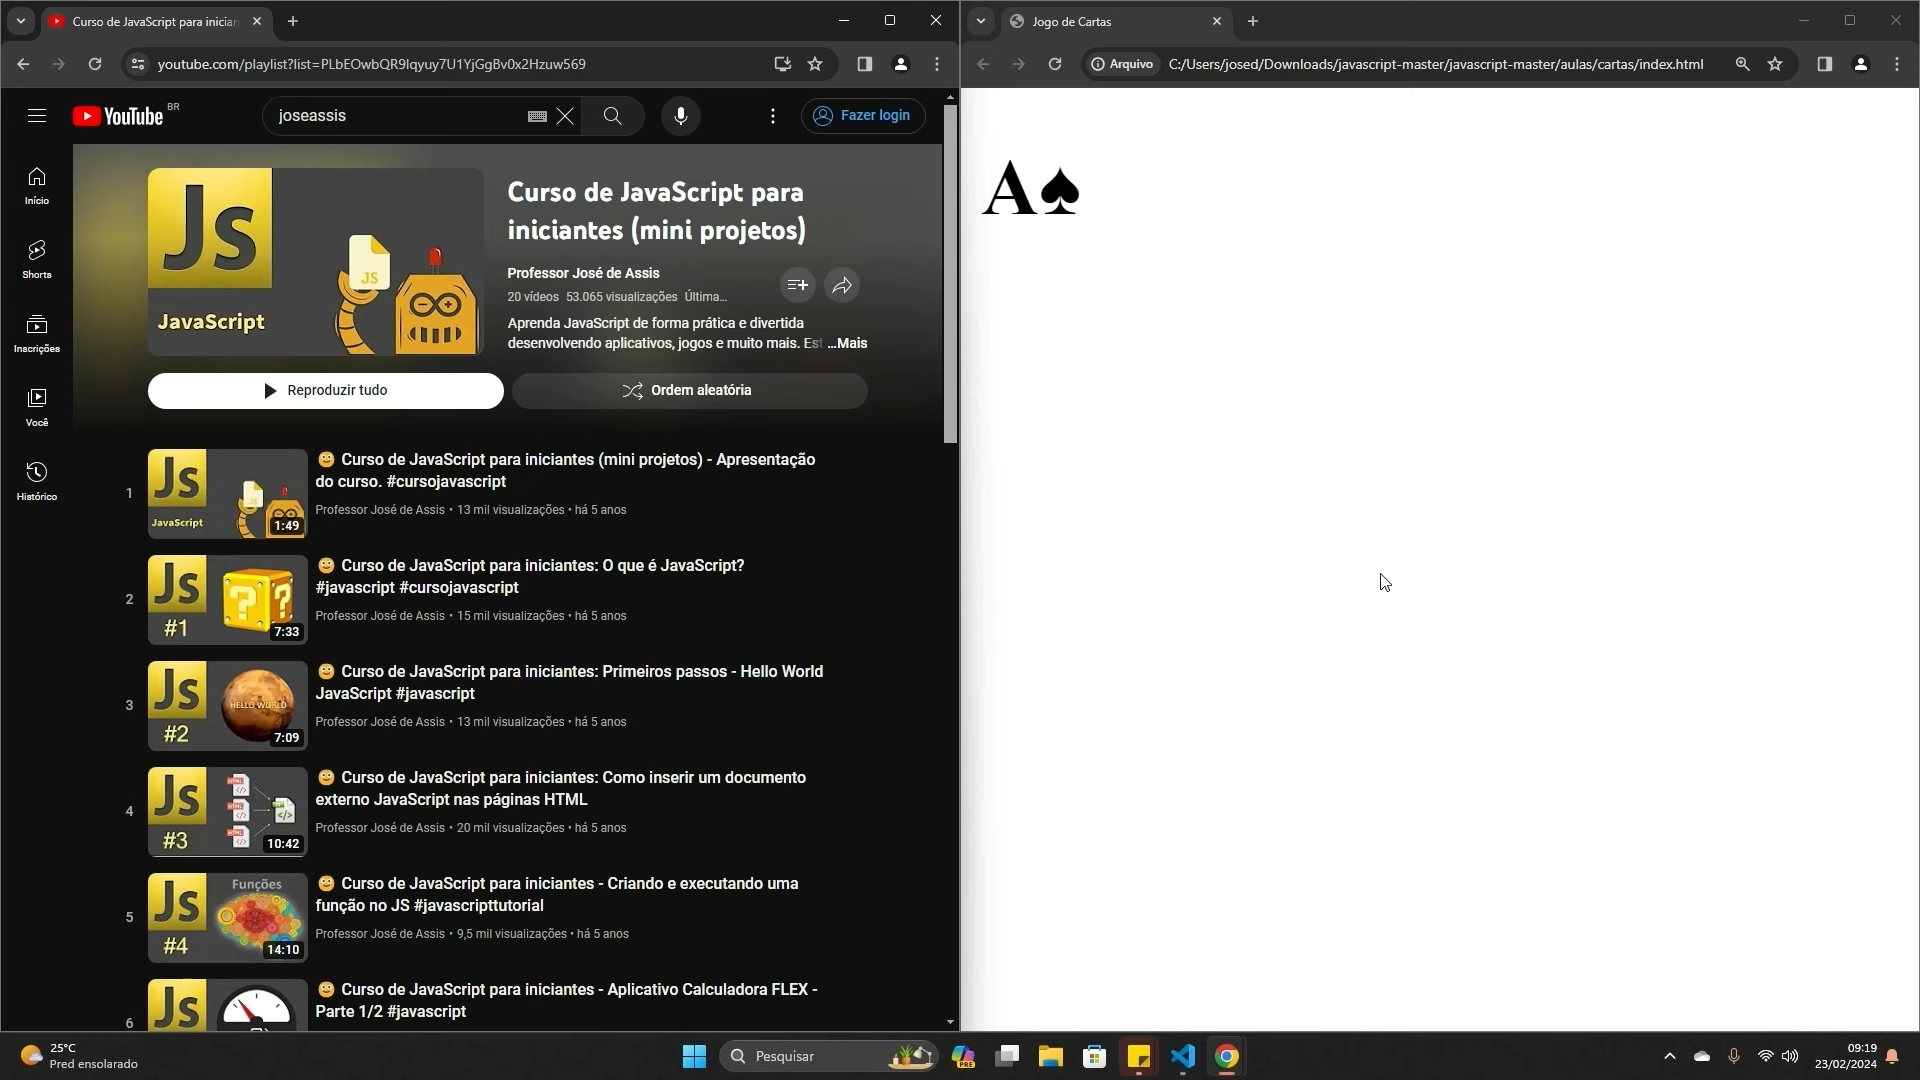 Curso de JavaScript para inician
youtube.com/playlist?list=PLbEOwbQR9lqyuy7U1YjGgBv0x2Hzuw569
YouTube BR
joseassis
Fazer login
Início
Shorts
Inscrições
Você
Histórico
Js
JS
JavaScript
Curso de JavaScript para
iniciantes (mini projetos)
Professor José de Assis
20 vídeos 53.065 visualizações Última...
Aprenda JavaScript de forma prática e divertida
desenvolvendo aplicativos, jogos e muito mais. Est ...Mais
Reproduzir tudo
Ordem aleatória
1
Js
JavaScript
1:49
Curso de JavaScript para iniciantes (mini projetos) - Apresentação
do curso. #cursojavascript
Professor José de Assis • 13 mil visualizações • há 5 anos
2
Js
#1
? ?
7:33
Curso de JavaScript para iniciantes: O que é JavaScript?
#javascript #cursojavascript
Professor José de Assis • 15 mil visualizações • há 5 anos
3
Js
#2
HELLO WORLD
7:09
Curso de JavaScript para iniciantes: Primeiros passos - Hello World
JavaScript #javascript
Professor José de Assis • 13 mil visualizações • há 5 anos
4
Js
#3
10:42
Curso de JavaScript para iniciantes: Como inserir um documento
externo JavaScript nas páginas HTML
Professor José de Assis • 20 mil visualizações • há 5 anos
5
Js
#4
Funções
14:10
Curso de JavaScript para iniciantes - Criando e executando uma
função no JS #javascripttutorial
Professor José de Assis • 9,5 mil visualizações • há 5 anos
6
Js
Curso de JavaScript para iniciantes - Aplicativo Calculadora FLEX -
Parte 1/2 #javascript
Jogo de Cartas
Arquivo C:/Users/josed/Downloads/javascript-master/javascript-master/aulas/cartas/index.html
A♠
25°C
Pred ensolarado
Pesquisar
PRE
09:19
23/02/2024